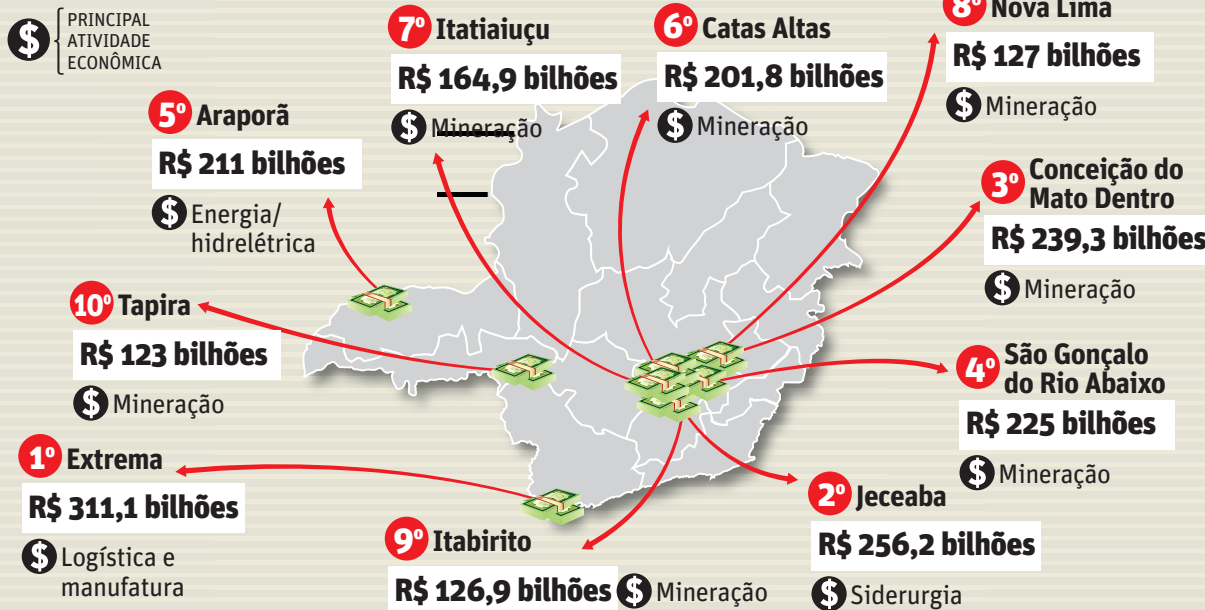 $ PRINCIPAL
ATIVIDADE
ECONÔMICA
7º Itatiaiuçu
R$ 164,9 bilhões
$ Mineração
6º Catas Altas
R$ 201,8 bilhões
$ Mineração
8º Nova Lima
R$ 127 bilhões
$ Mineração
5º Araporã
R$ 211 bilhões
$ Energia/
hidrelétrica
3º Conceição do
Mato Dentro
R$ 239,3 bilhões
$ Mineração
10º Tapira
R$ 123 bilhões
$ Mineração
4º São Gonçalo
do Rio Abaixo
R$ 225 bilhões
$ Mineração
1º Extrema
R$ 311,1 bilhões
$ Logística e
manufatura
9º Itabirito
R$ 126,9 bilhões $ Mineração
2º Jeceaba
R$ 256,2 bilhões
$ Siderurgia